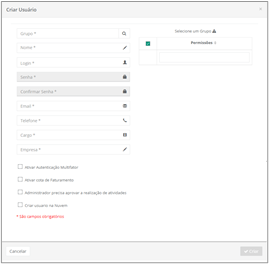 Criar Usuário
Grupo *
Nome *
Login *
Senha *
Confirmar Senha *
Email *
Telefone *
Cargo *
Empresa *
Selecione um Grupo
Permissões
Ativar Autenticação Multifator
Ativar Lista de Faturamento
Administrador precisa aprovar a realização de atividades
Criar usuário na Nuvem
* São campos obrigatórios
Cancelar